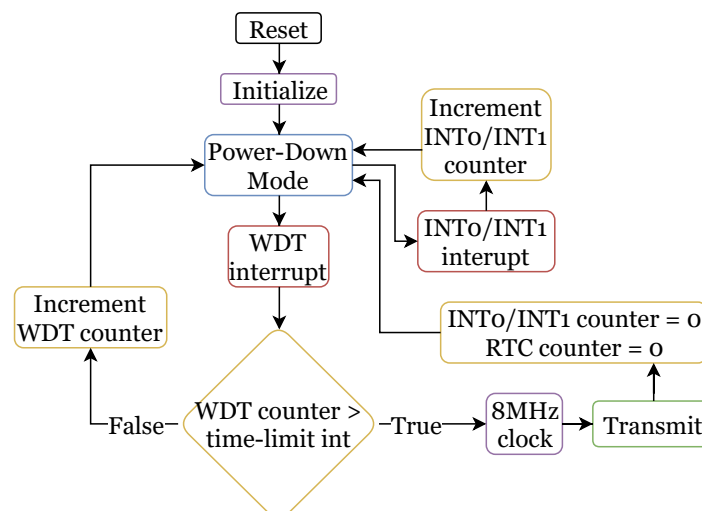 Reset
Initialize
Power-Down
Mode
Increment
INT0/INT1
counter
WDT
interrupt
INT0/INT1
interupt
Increment
WDT counter
INT0/INT1 counter = 0
RTC counter = 0
False
WDT counter >
time-limit int
True
8MHz
clock
Transmit